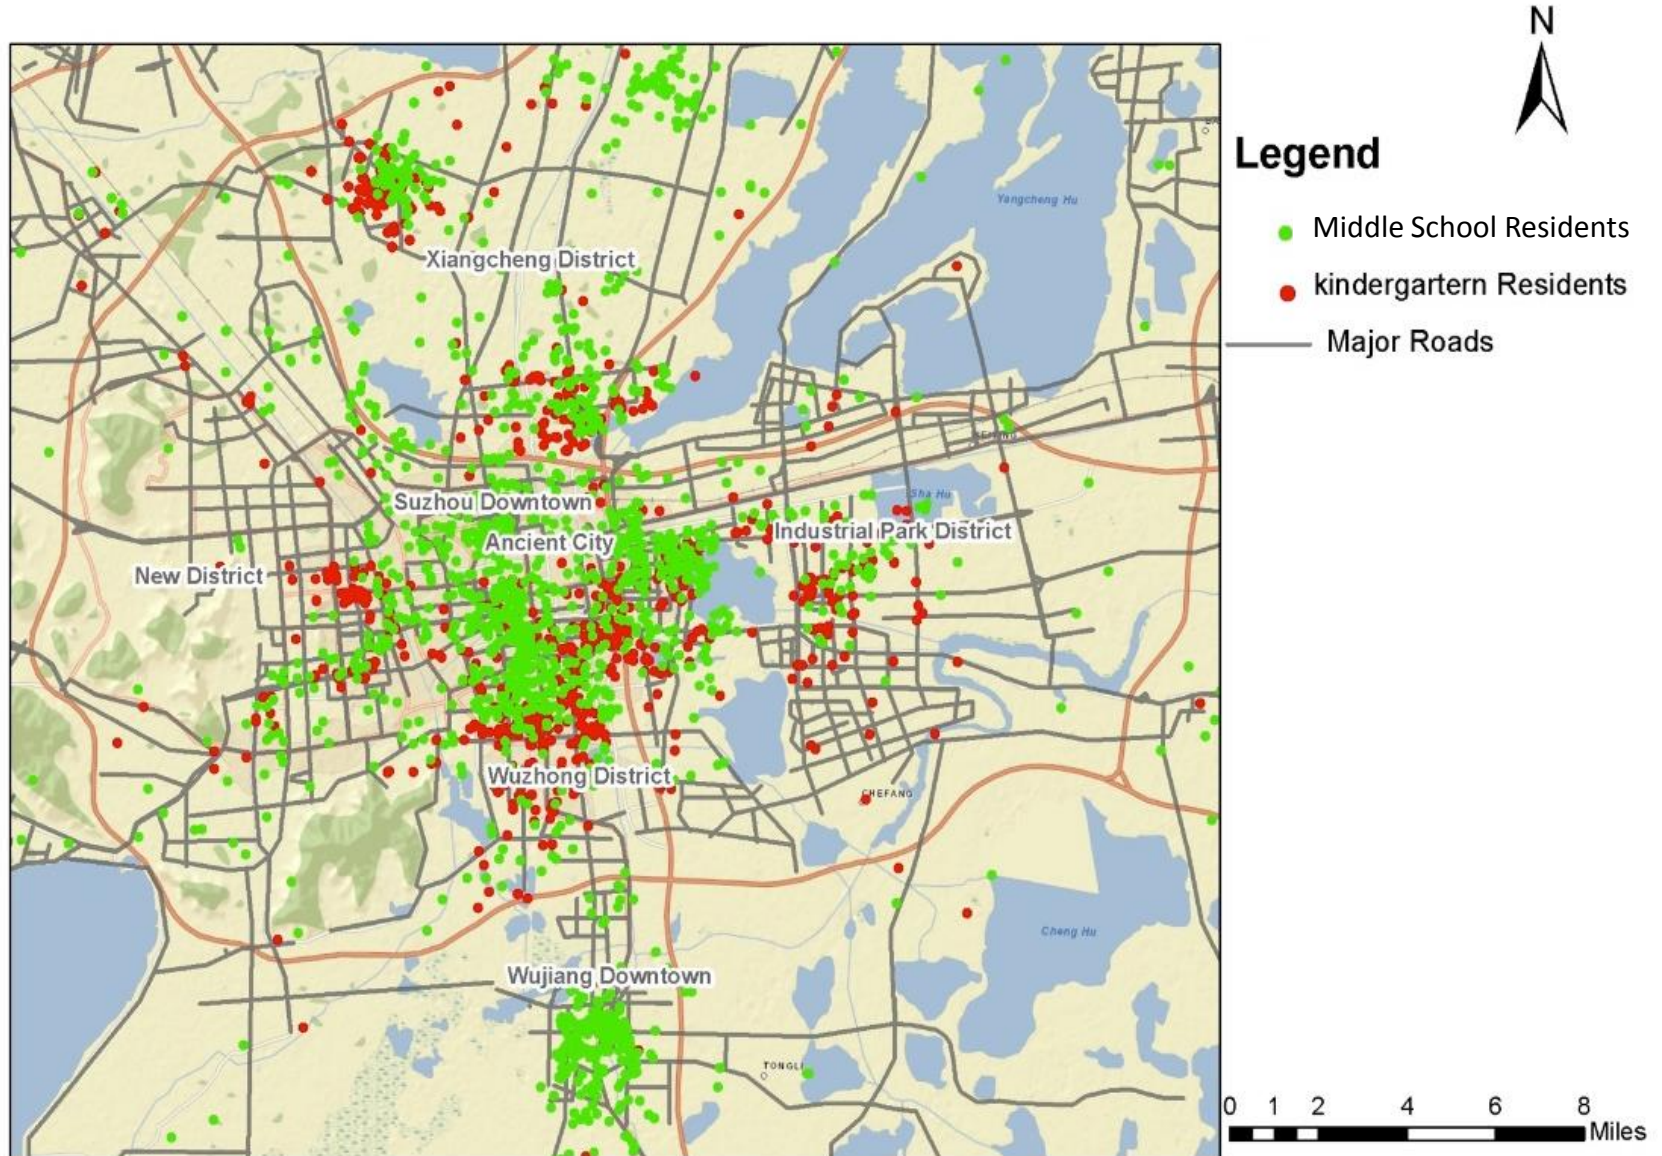 N
Legend
Middle School Residents
kindergartern Residents
Major Roads
Yangcheng Hu
Xiangcheng District
Suzhou Downtown
Sha Hu
Ancient City
Industrial Park District
New District
Wuzhong District
CHEFANG
Cheng Hu
Wujiang Downtown
TONGLI
0 1 2 4 6 8
Miles